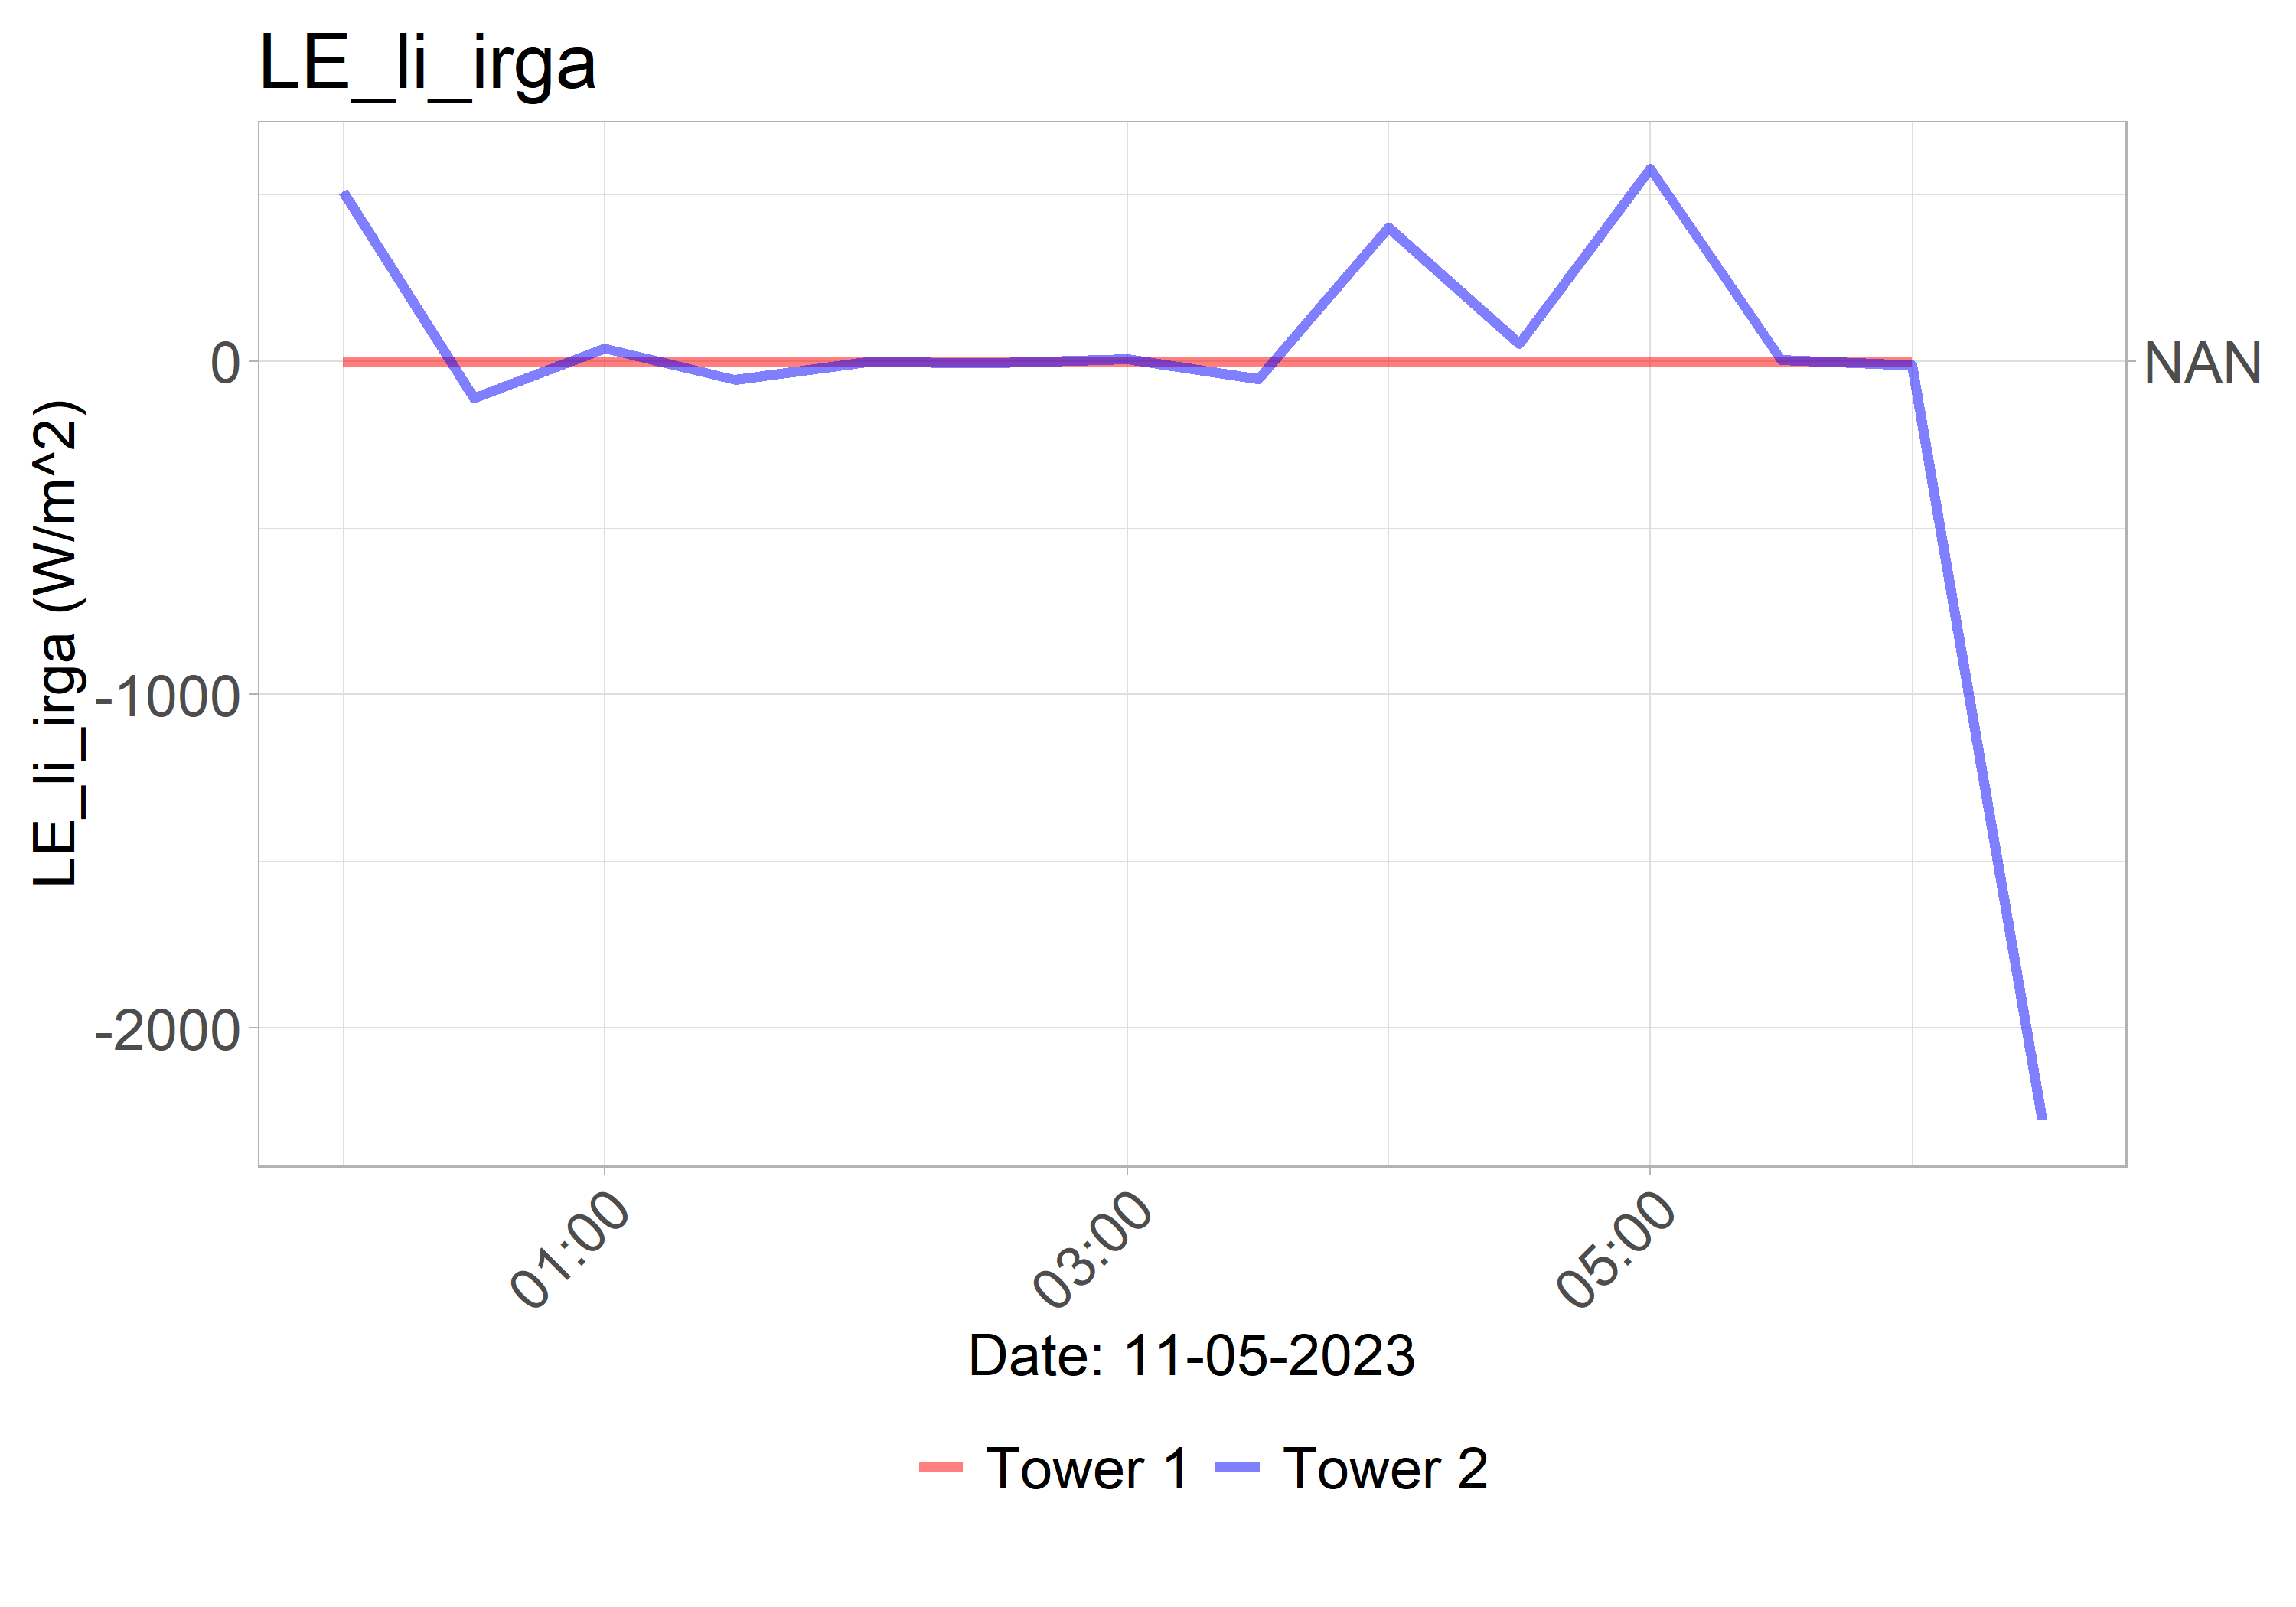 LE_li_irga
LE_li_irga (W/m^2)
0
-1000
-2000
NAN
01:00
03:00
05:00
Date: 11-05-2023
Tower 1
Tower 2